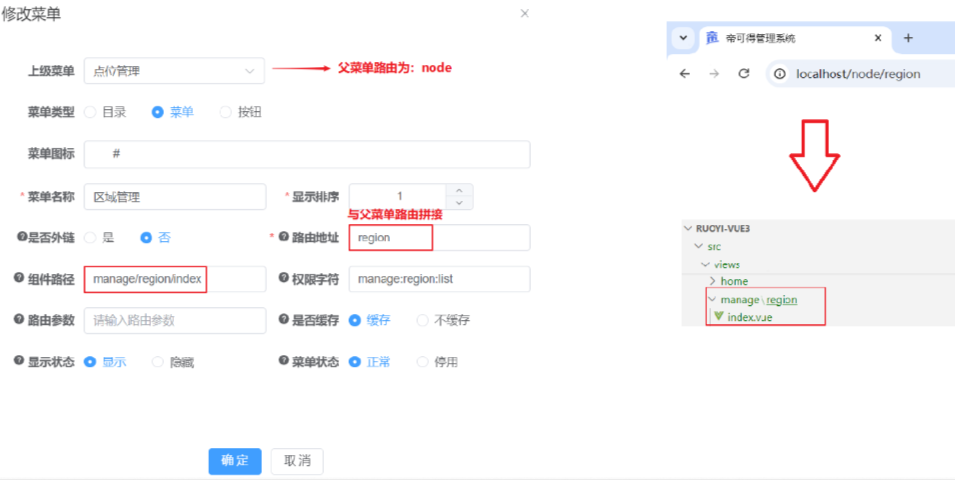 修改菜单
上级菜单 点位管理 父菜单路由为：node
菜单类型 目录 菜单 按钮
菜单图标 #
* 菜单名称 区域管理 * 显示排序 1
与父菜单路由拼接
是否外链 是 否 * 路由地址 region
组件路径 manage/region/index 权限字符 manage:region:list
路由参数 请输入路由参数 是否缓存 缓存 不缓存
显示状态 显示 隐藏 菜单状态 正常 停用
确定 取消
帝可得管理系统
localhost/node/region
RUOYI-VUE3
src
views
home
manage \ region
index.vue